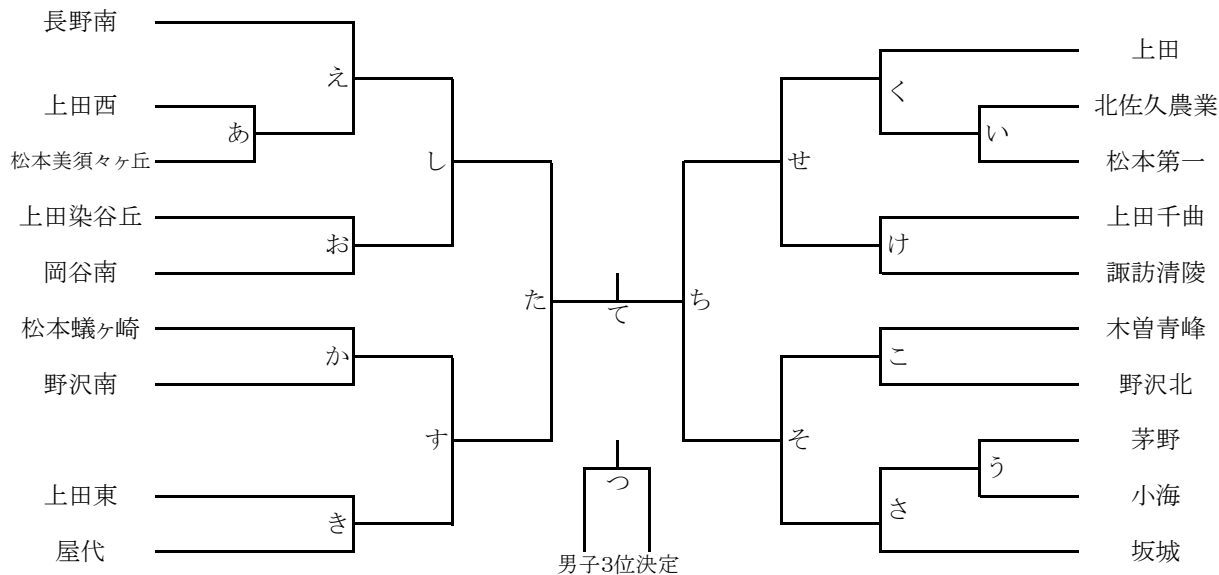 長野南
え
上田西
あ
松本美須々ヶ丘
し
上田染谷丘
お
岡谷南
た
松本蟻ヶ崎
か
野沢南
す
上田東
き
屋代
て
つ
男子3位決定
上田
く
北佐久農業
い
松本第一
せ
上田千曲
け
諏訪清陵
ち
木曽青峰
こ
野沢北
そ
茅野
う
小海
さ
坂城